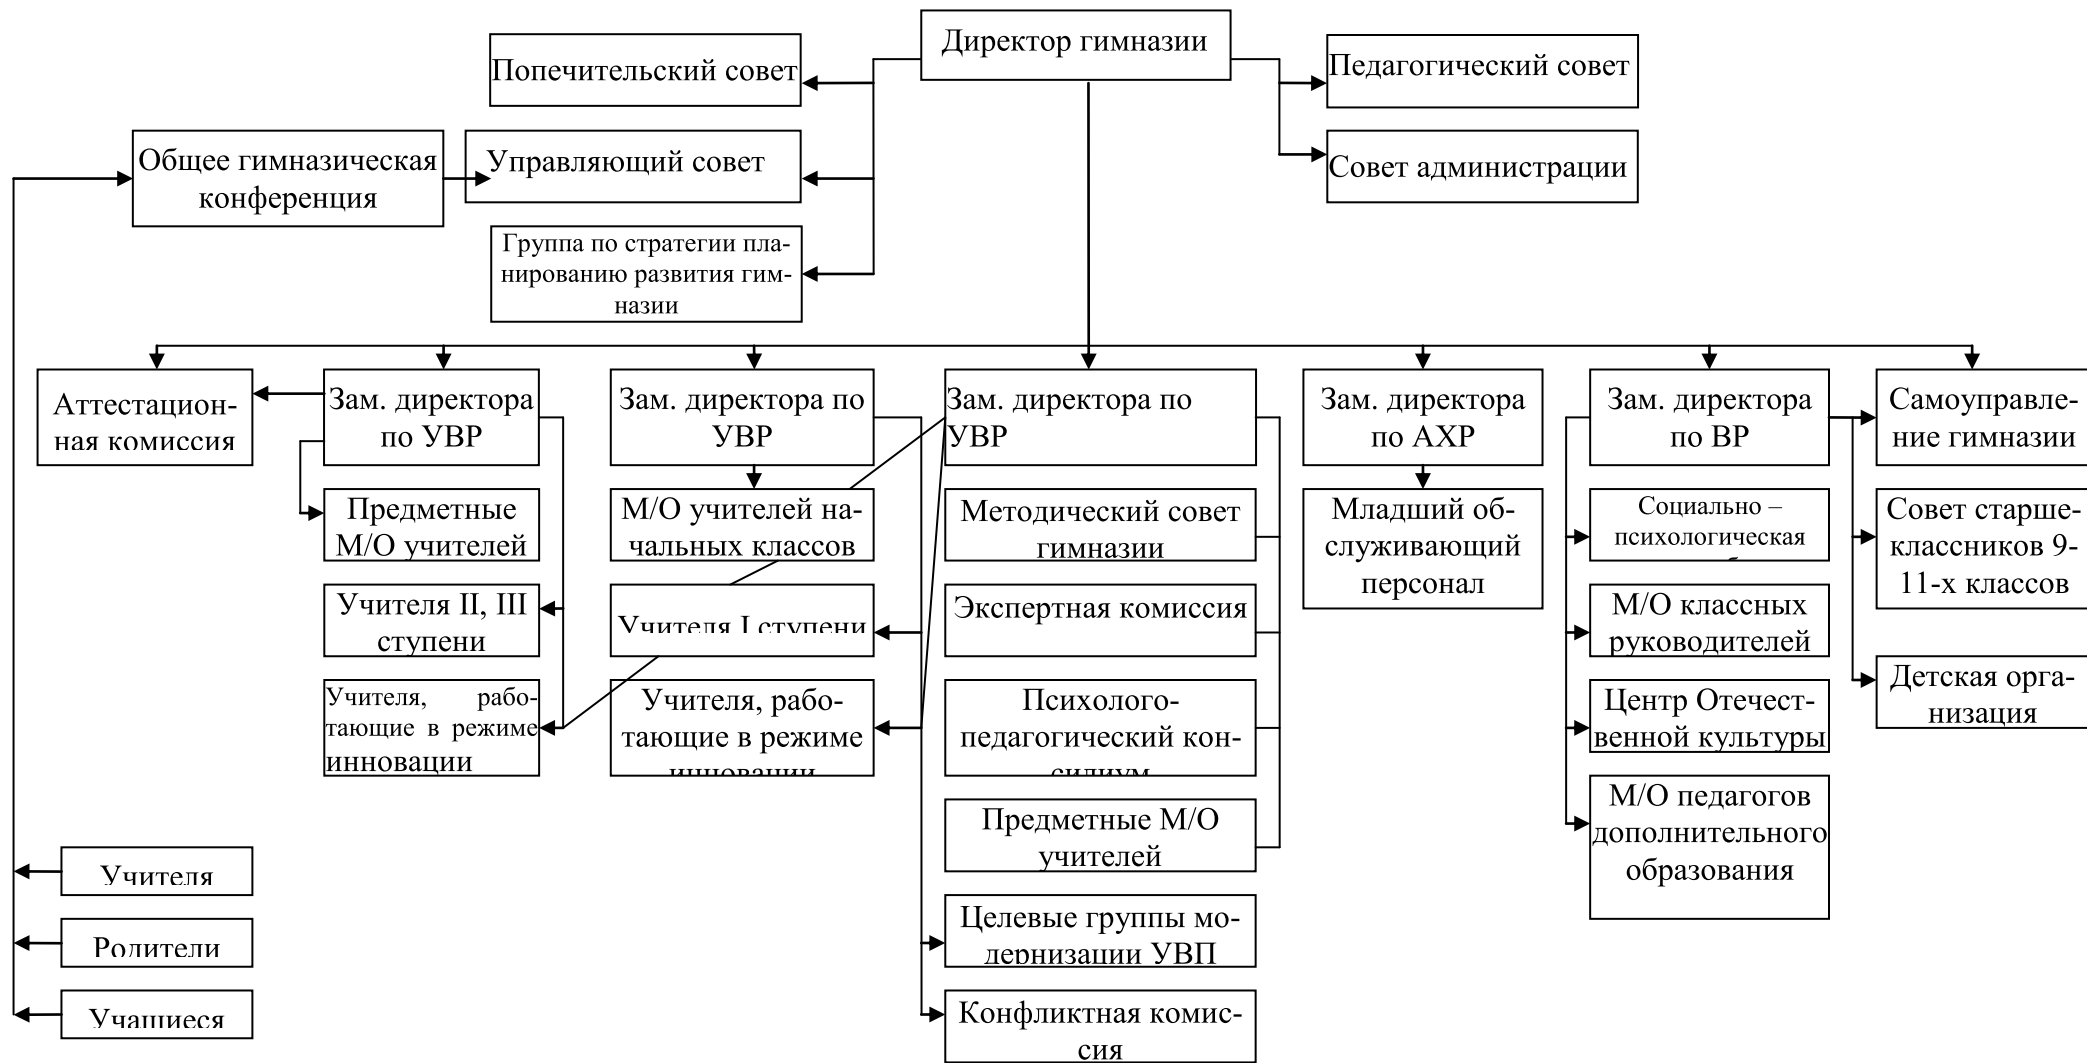 Директор гимназии
Попечительский совет
Педагогический совет
Общее гимназическая
конференция
Управляющий совет
Совет администрации
Группа по стратегии пла-
нированию развития гим-
назии
Аттестацион-
ная комиссия
Зам. директора
по УВР
Зам. директора по
УВР
Зам. директора по
УВР
Зам. директора
по АХР
Зам. директора
по ВР
Самоуправле-
ние гимназии
Предметные
М/О учителей
М/О учителей на-
чальных классов
Методический совет
гимназии
Младший об-
служивающий
персонал
Социально –
психологическая
Совет старше-
классников 9-
11-х классов
Учителя II, III
ступени
Учителя I ступени
Экспертная комиссия
М/О классных
руководителей
Учителя, рабо-
тающие в режиме
инновации
Учителя, рабо-
тающие в режиме
инновации
Психолого-
педагогический кон-
силиум
Центр Отечест-
венной культуры
Детская орга-
низация
Предметные М/О
учителей
М/О педагогов
дополнительного
образования
Учителя
Родители
Учащиеся
Целевые группы мо-
дернизации УВП
Конфликтная комис-
сия